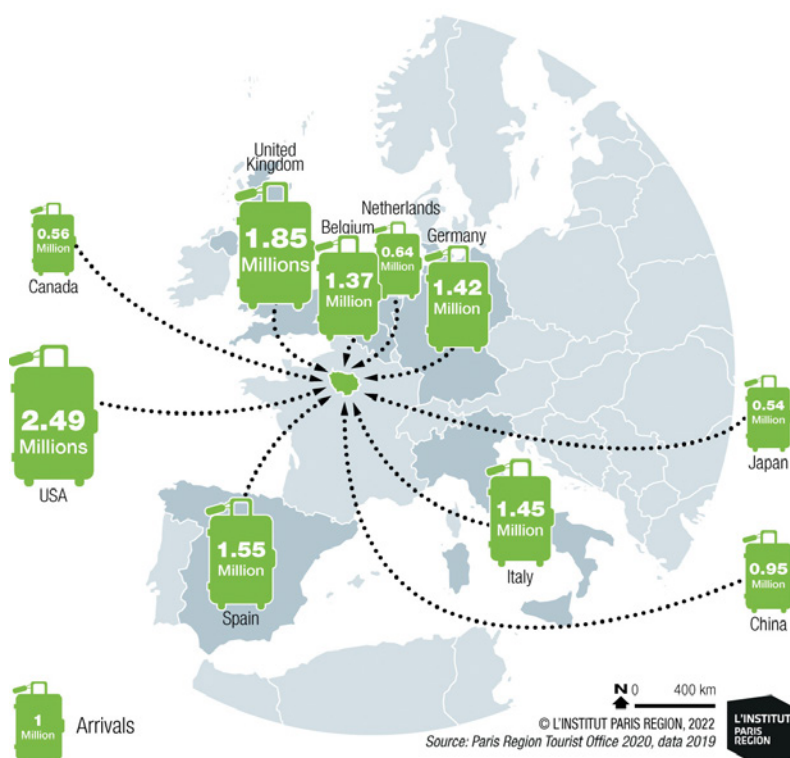 United
Kingdom
1.85
Millions
Netherlands
0.64
Million
Belgium
1.37
Million
Germany
1.42
Million
0.56
Million
Canada
2.49
Millions
USA
0.54
Million
Japan
1.45
Million
Italy
1.55
Million
Spain
0.95
Million
China
1
Million
Arrivals
N 0 400 km
© L'INSTITUT PARIS REGION, 2022
Source: Paris Region Tourist Office 2020, data 2019
L'INSTITUT
PARIS
REGION